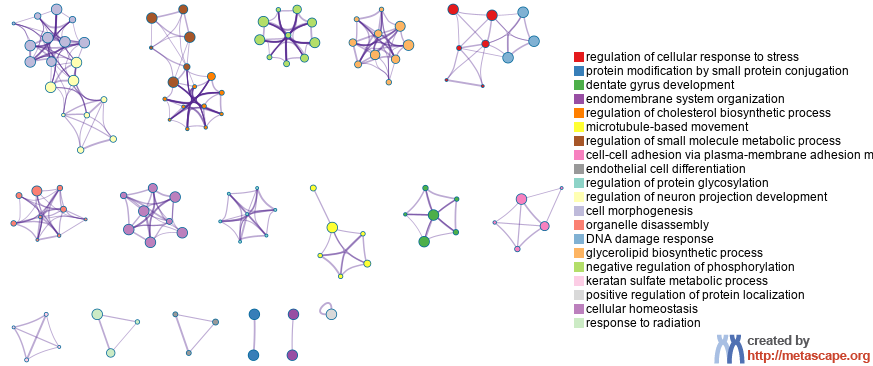 regulation of cellular response to stress
protein modification by small protein conjugation
dentate gyrus development
endomembrane system organization
regulation of cholesterol biosynthetic process
microtubule-based movement
regulation of small molecule metabolic process
cell-cell adhesion via plasma-membrane adhesion m
endothelial cell differentiation
regulation of protein glycosylation
regulation of neuron projection development
cell morphogenesis
organelle disassembly
DNA damage response
glycerolipid biosynthetic process
negative regulation of phosphorylation
keratan sulfate metabolic process
positive regulation of protein localization
cellular homeostasis
response to radiation
created by
http://metascape.org